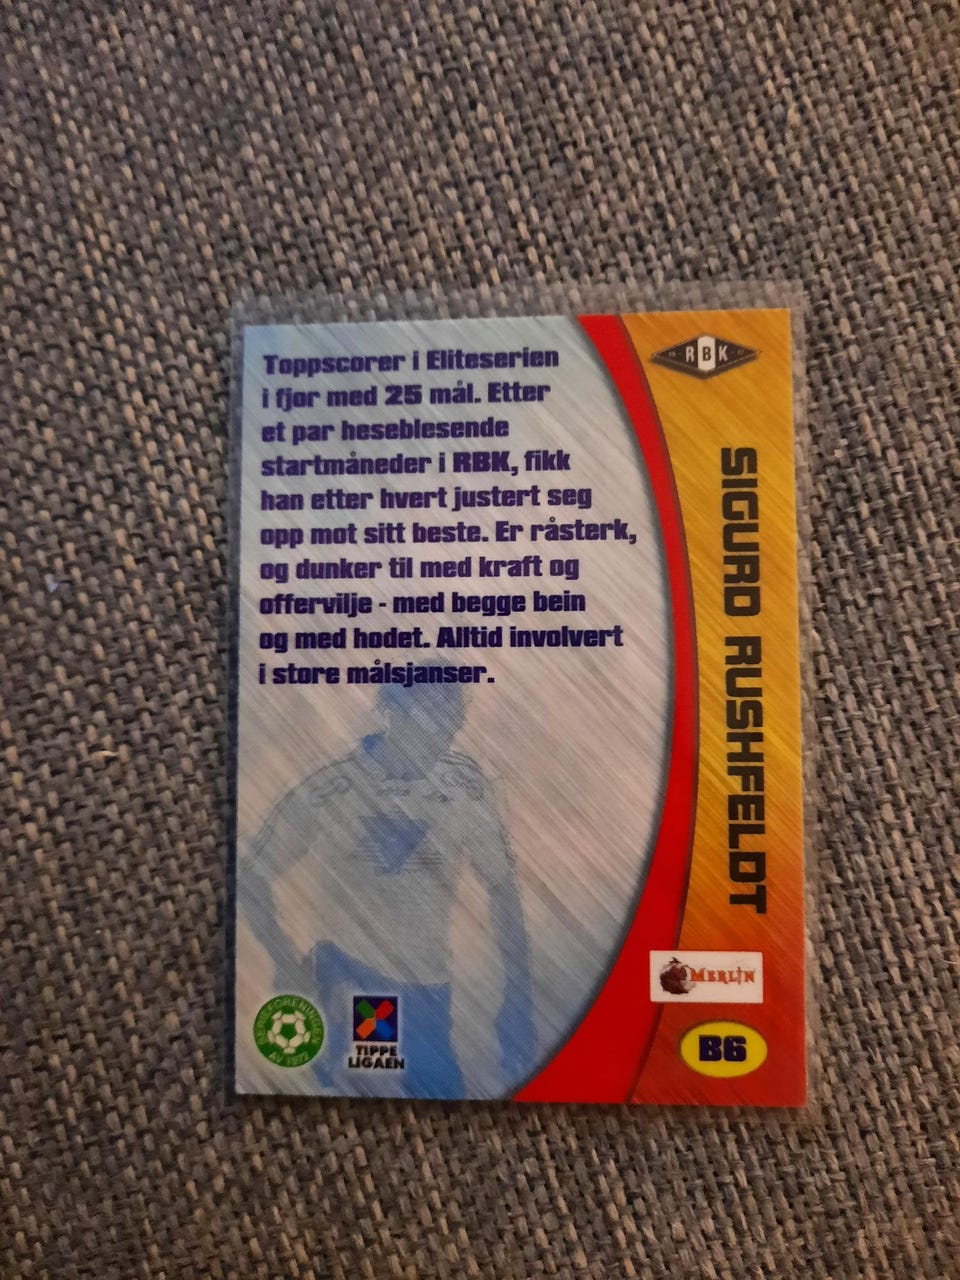 Toppscorer i Eliteserien
i fjor med 25 mål. Etter
et par heseblesende
startmåneder i RBK, fikk
han etter hvert justert seg
opp mot sitt beste. Er råsterk,
og dunker til med kraft og
offervilje - med begge bein
og med hodet. Alltid involvert
i store målsjanser.
RBK
SIGURD RUSHFELDT
MERLIN
B6
TIPPE
LIGAEN